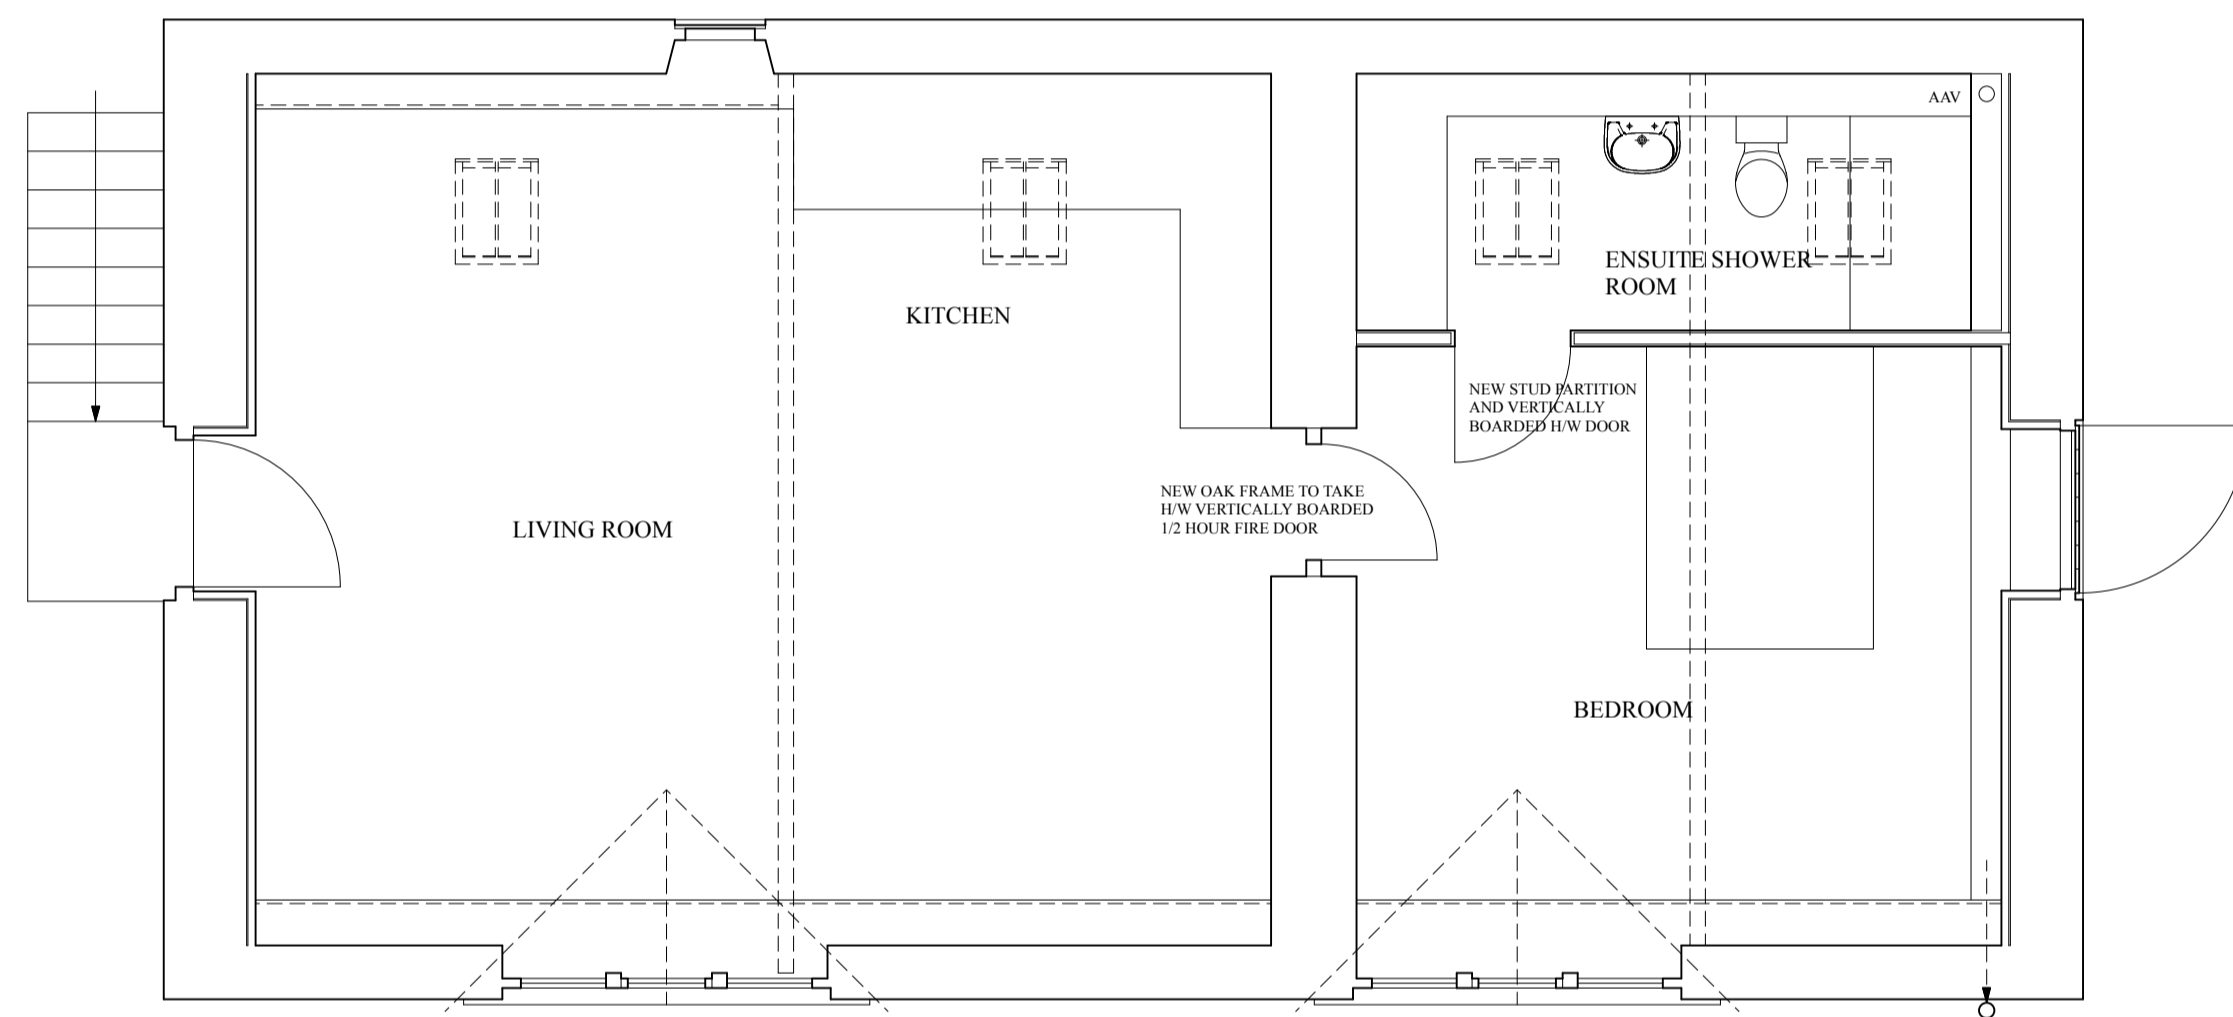 AAV
ENSUITE SHOWER
ROOM
KITCHEN
NEW STUD PARTITION
AND VERTICALLY
BOARDED H/W DOOR
NEW OAK FRAME TO TAKE
H/W VERTICALLY BOARDED
1/2 HOUR FIRE DOOR
LIVING ROOM
BEDROOM